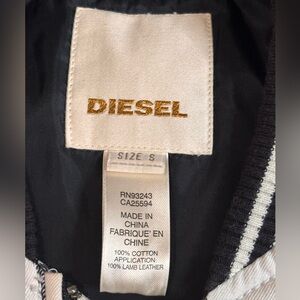 DIESEL
SIZE S
RN93243
CA25594
MADE IN
CHINA
FABRIQUE' EN
CHINE
100% COTTON
APPLICATION
100% LAMB LEATHER